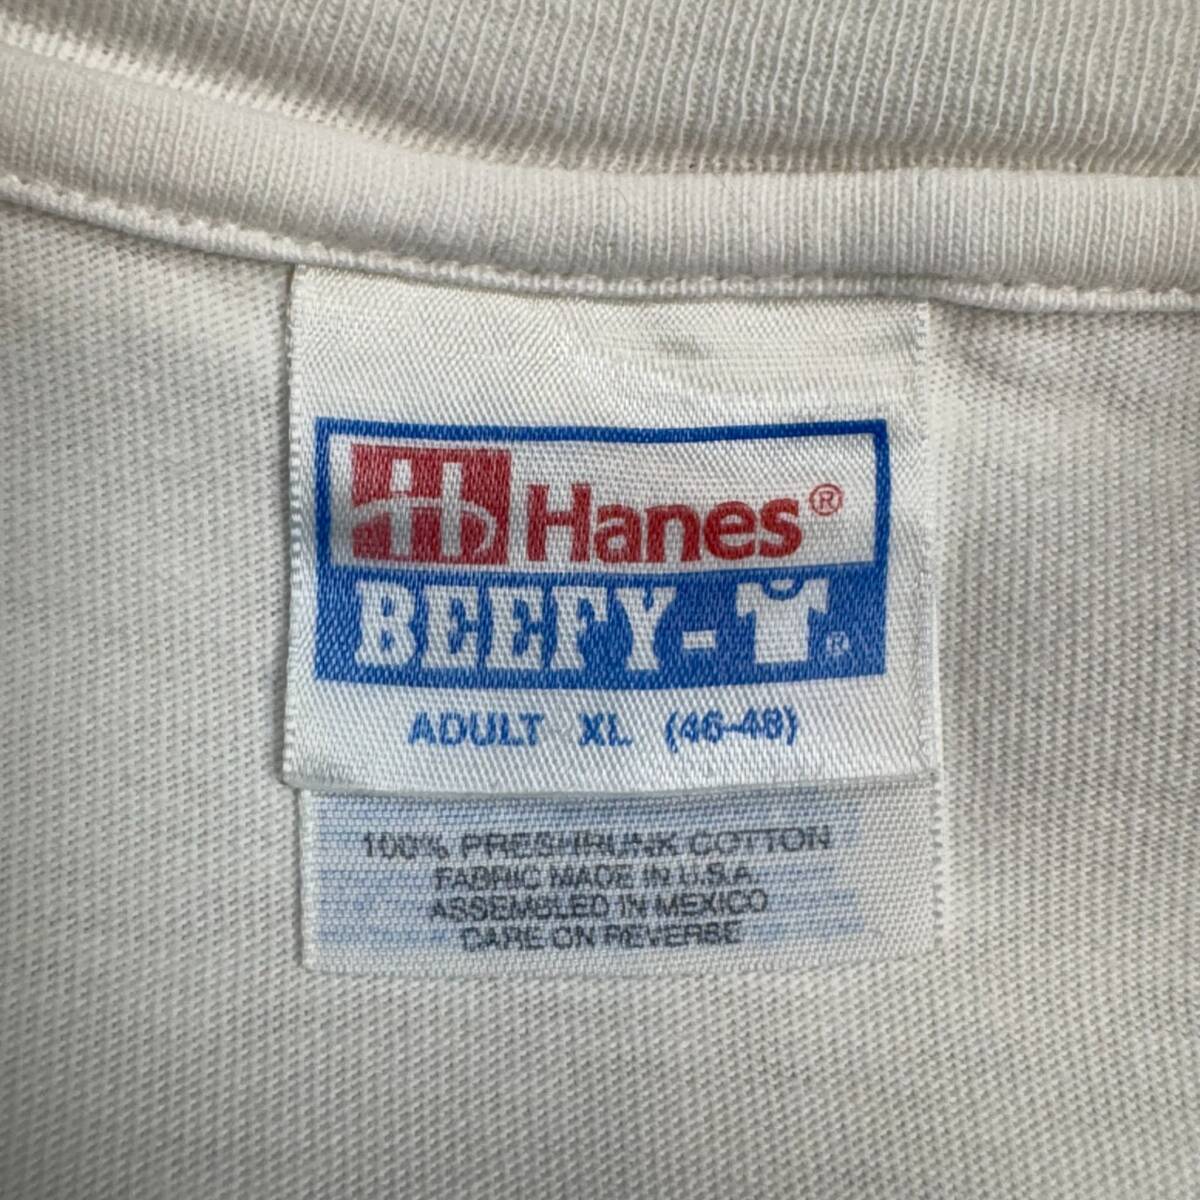 H Hanes®
BEEFY-T®
ADULT XL (46-48)
100% PRESHRUNK COTTON
FABRIC MADE IN U.S.A.
ASSEMBLED IN MEXICO
CARE ON REVERSE